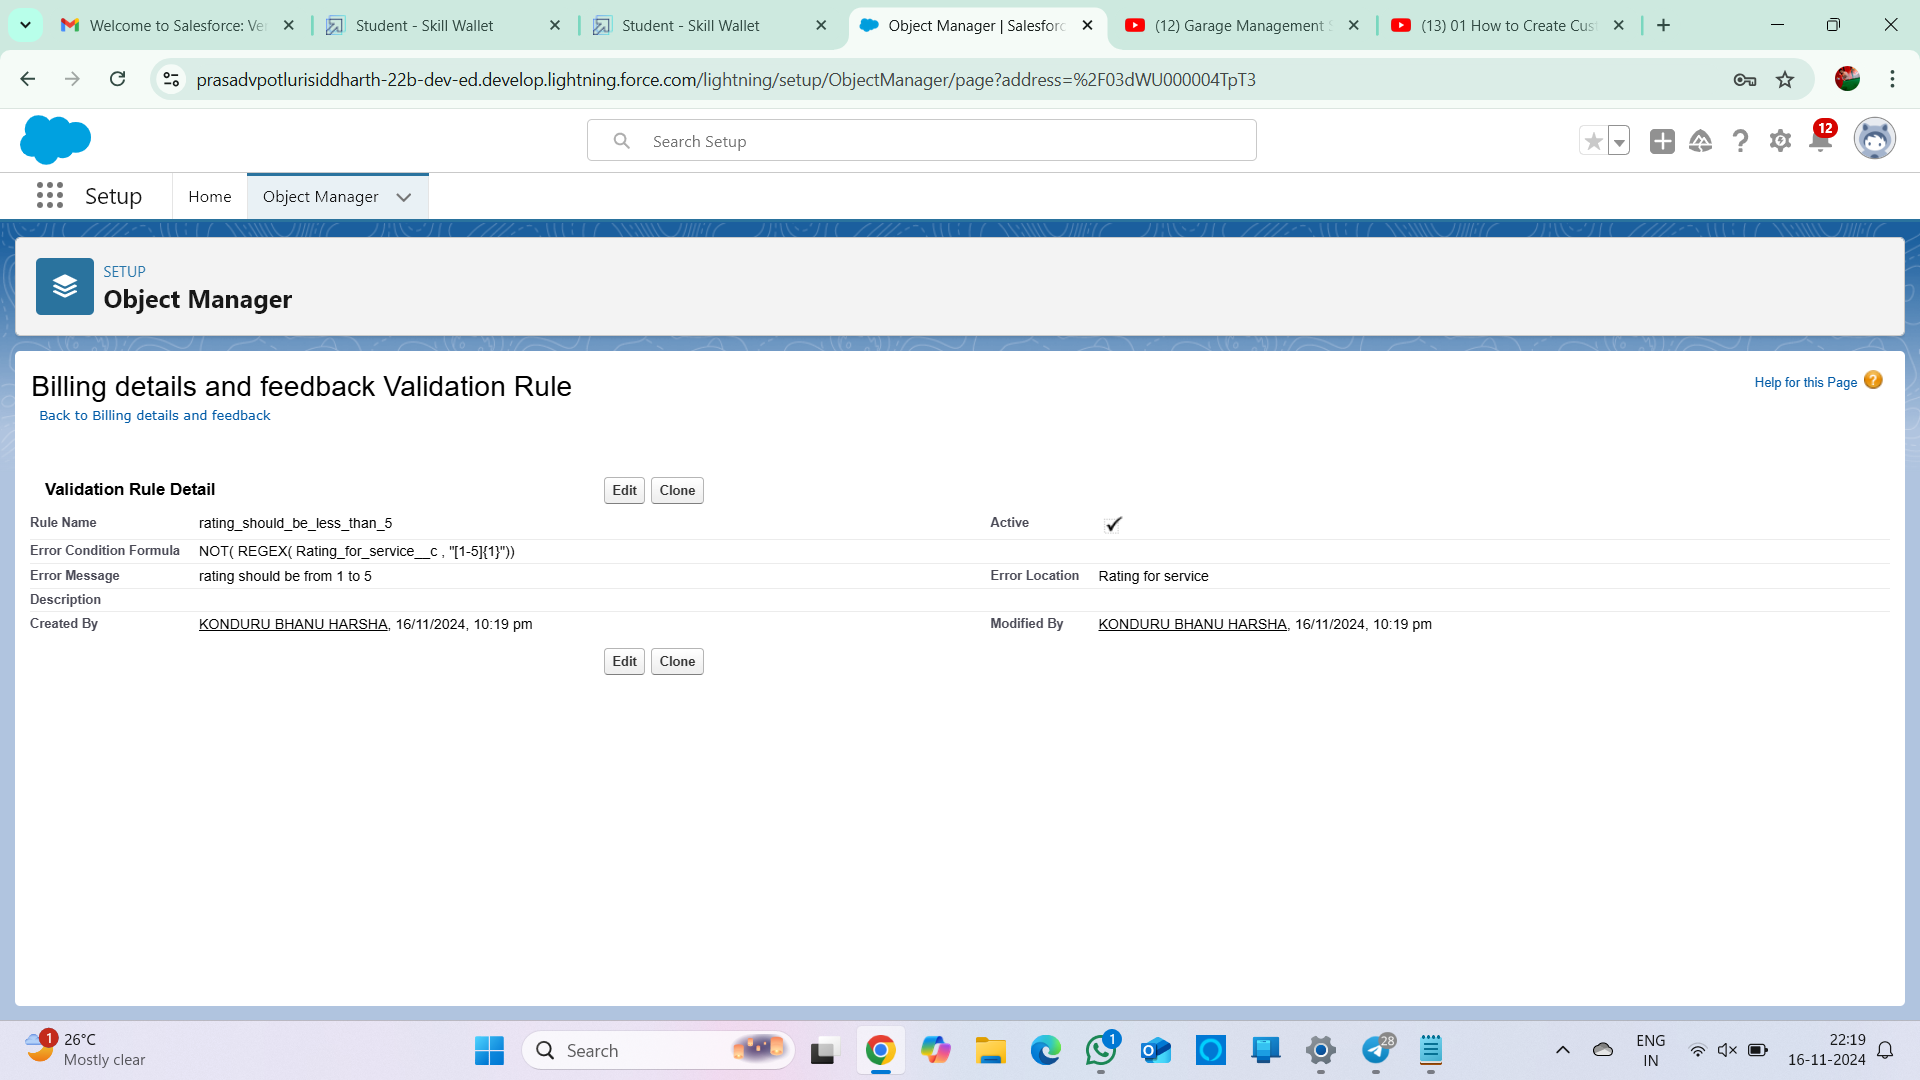 Welcome to Salesforce: Ver
Student - Skill Wallet
Student - Skill Wallet
Object Manager | Salesforc
(12) Garage Management S
(13) 01 How to Create Cust
prasadvpotlurisiddharth-22b-dev-ed.develop.lightning.force.com/lightning/setup/ObjectManager/page?address=%2F03dWU000004TpT3
Search Setup
12
Setup
Home
Object Manager
SETUP
Object Manager
Billing details and feedback Validation Rule
Help for this Page
Back to Billing details and feedback
Validation Rule Detail
Edit
Clone
Rule Name rating_should_be_less_than_5
Active
Error Condition Formula NOT( REGEX( Rating_for_service__c , "[1-5]{1}"))
Error Message rating should be from 1 to 5
Error Location Rating for service
Description
Created By KONDURU BHANU HARSHA, 16/11/2024, 10:19 pm
Modified By KONDURU BHANU HARSHA, 16/11/2024, 10:19 pm
Edit
Clone
1
26°C
Mostly clear
Search
1
28
ENG
IN
22:19
16-11-2024